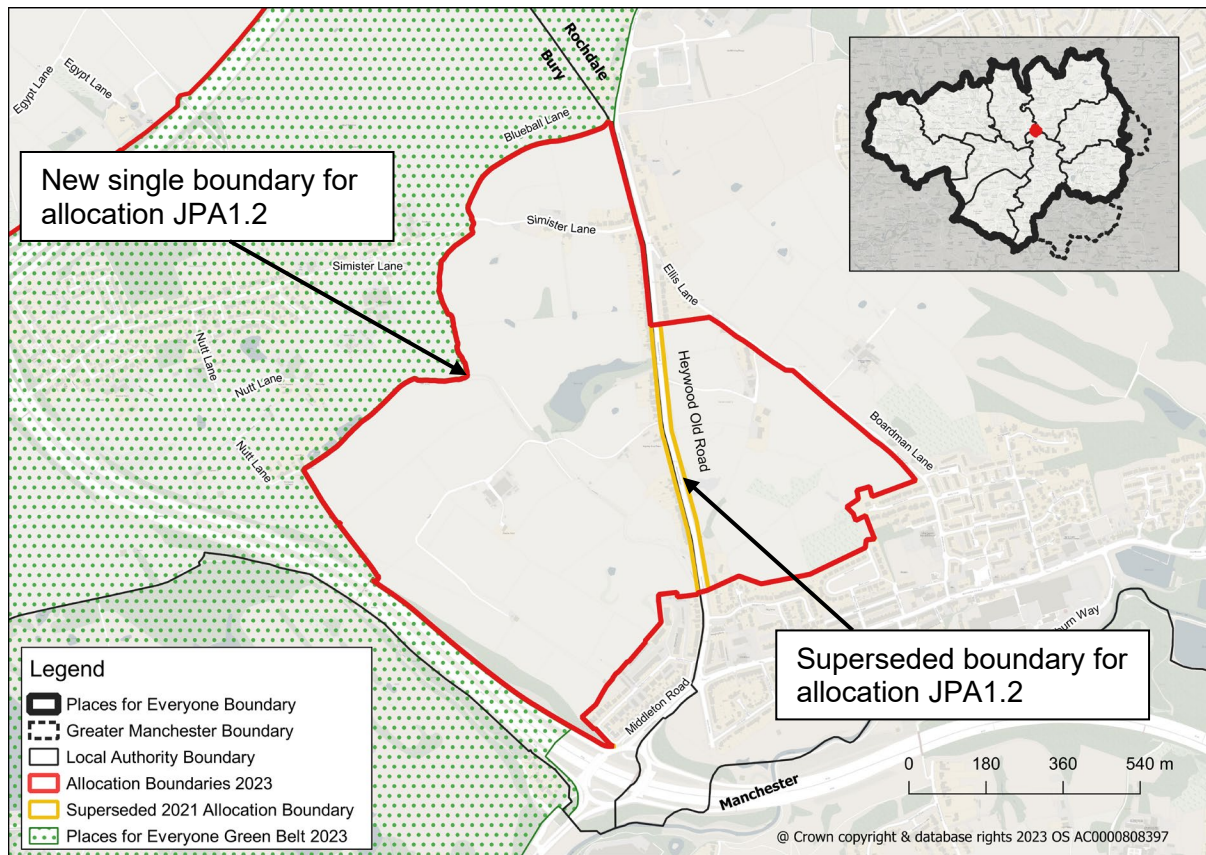 Egypt Lane
Egypt Lane
Rochdale
Bury
Blueball Lane
New single boundary for
allocation JPA1.2
Simister Lane
Simister Lane
Ellis Lane
Nutt Lane
Nutt Lane
Nutt Lane
Heywood Old Road
Boardman Lane
burn Way
Superseded boundary for
allocation JPA1.2
Middleton Road
Manchester
Legend
Places for Everyone Boundary
Greater Manchester Boundary
Local Authority Boundary
Allocation Boundaries 2023
Superseded 2021 Allocation Boundary
Places for Everyone Green Belt 2023
0 180 360 540 m
@ Crown copyright & database rights 2023 OS AC0000808397